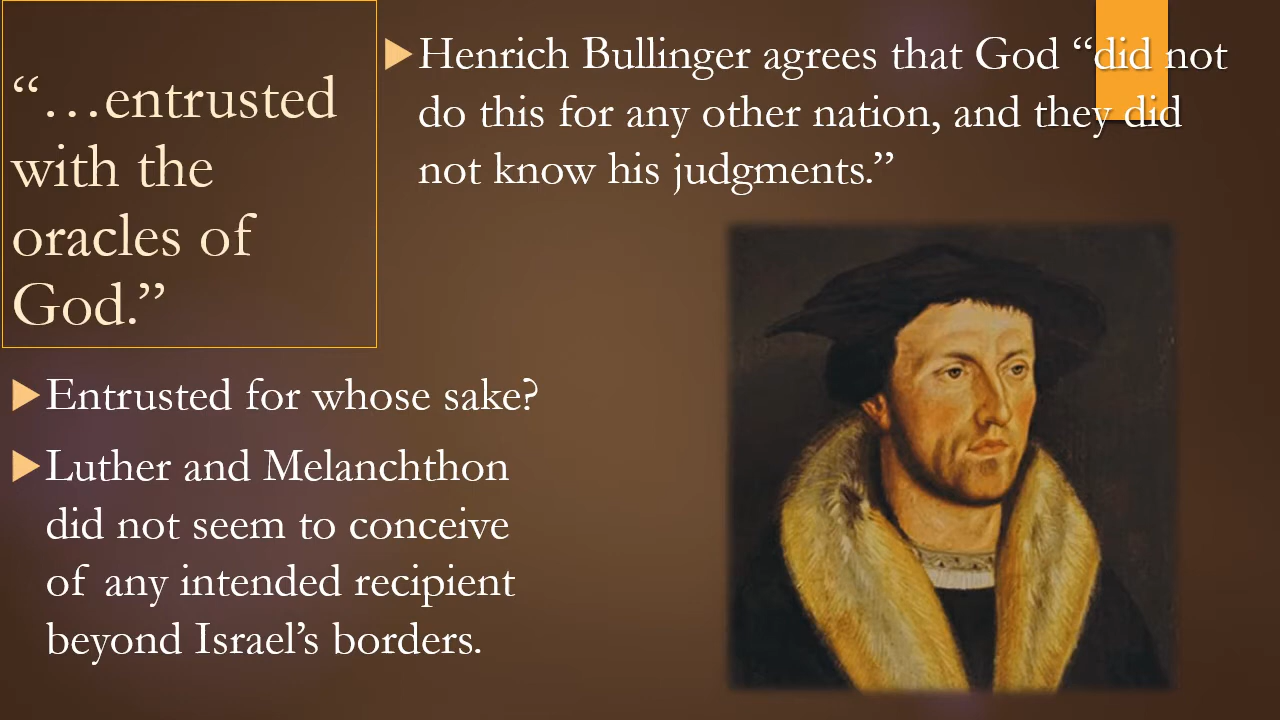 “…entrusted
with the
oracles of
God.”
Henrich Bullinger agrees that God “did not
do this for any other nation, and they did
not know his judgments.”
Entrusted for whose sake?
Luther and Melanchthon
did not seem to conceive
of any intended recipient
beyond Israel’s borders.